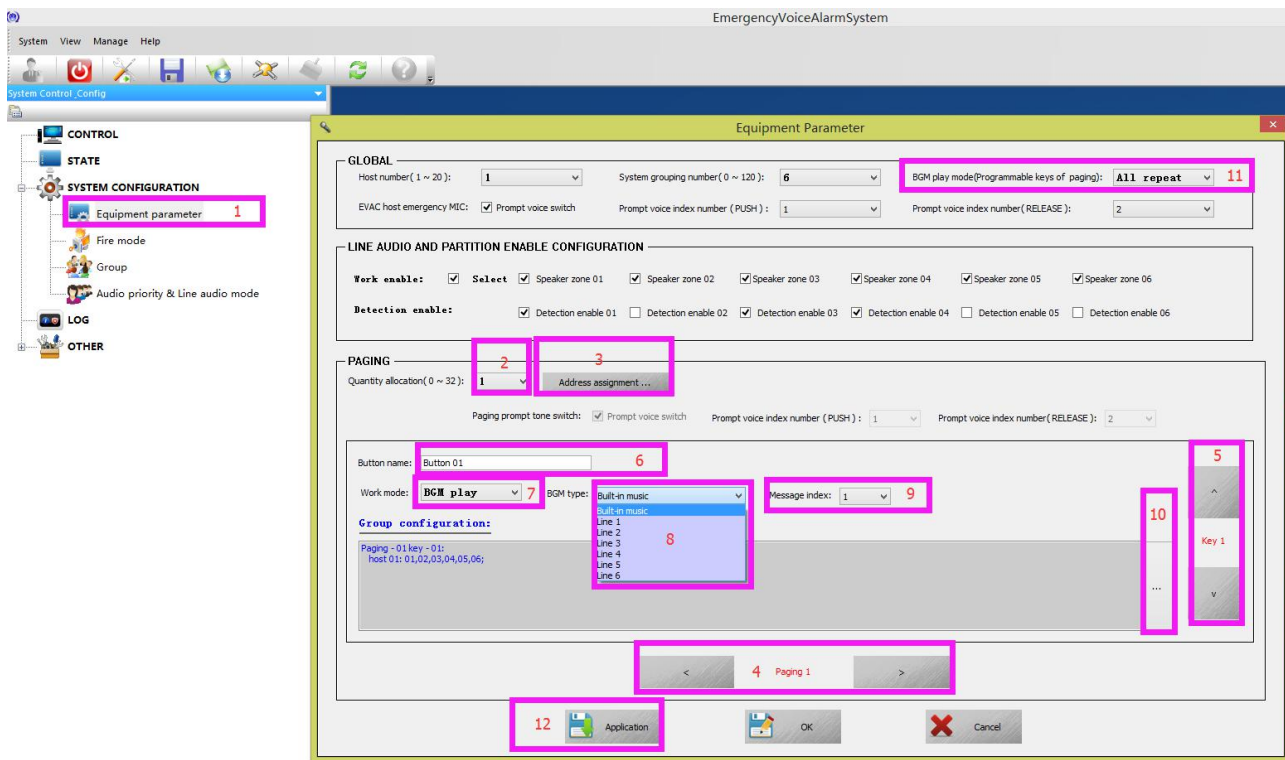 EmergencyVoiceAlarmSystem
System View Manage Help
System Control_Config
CONTROL
STATE
SYSTEM CONFIGURATION
Equipment parameter 1
Fire mode
Group
Audio priority & Line audio mode
LOG
OTHER
Equipment Parameter
GLOBAL
Host number( 1 ~ 20 ): 1 System grouping number( 0 ~ 120 ): 6 BGM play mode(Programmable keys of paging): All repeat 11
EVAC host emergency MIC: Prompt voice switch Prompt voice index number ( PUSH ) : 1 Prompt voice index number( RELEASE ): 2
LINE AUDIO AND PARTITION ENABLE CONFIGURATION
Work enable: Select Speaker zone 01 Speaker zone 02 Speaker zone 03 Speaker zone 04 Speaker zone 05 Speaker zone 06
Detection enable: Detection enable 01 Detection enable 02 Detection enable 03 Detection enable 04 Detection enable 05 Detection enable 06
PAGING 2 3
Quantity allocation( 0 ~ 32 ): 1 Address assignment ...
Paging prompt tone switch: Prompt voice switch Prompt voice index number ( PUSH ) : 1 Prompt voice index number( RELEASE ): 2
Button name: Button 01 6 5
Work mode: BGM play 7 BGM type: Built-in music Message index: 1 9 ^
Built-in music
Group configuration: Line 1 10
Line 2
Line 3 8
Line 4
Line 5
Line 6
Paging - 01 key - 01: Key 1
host 01: 01,02,03,04,05,06;
... v
< 4 Paging 1 >
12 Application OK Cancel